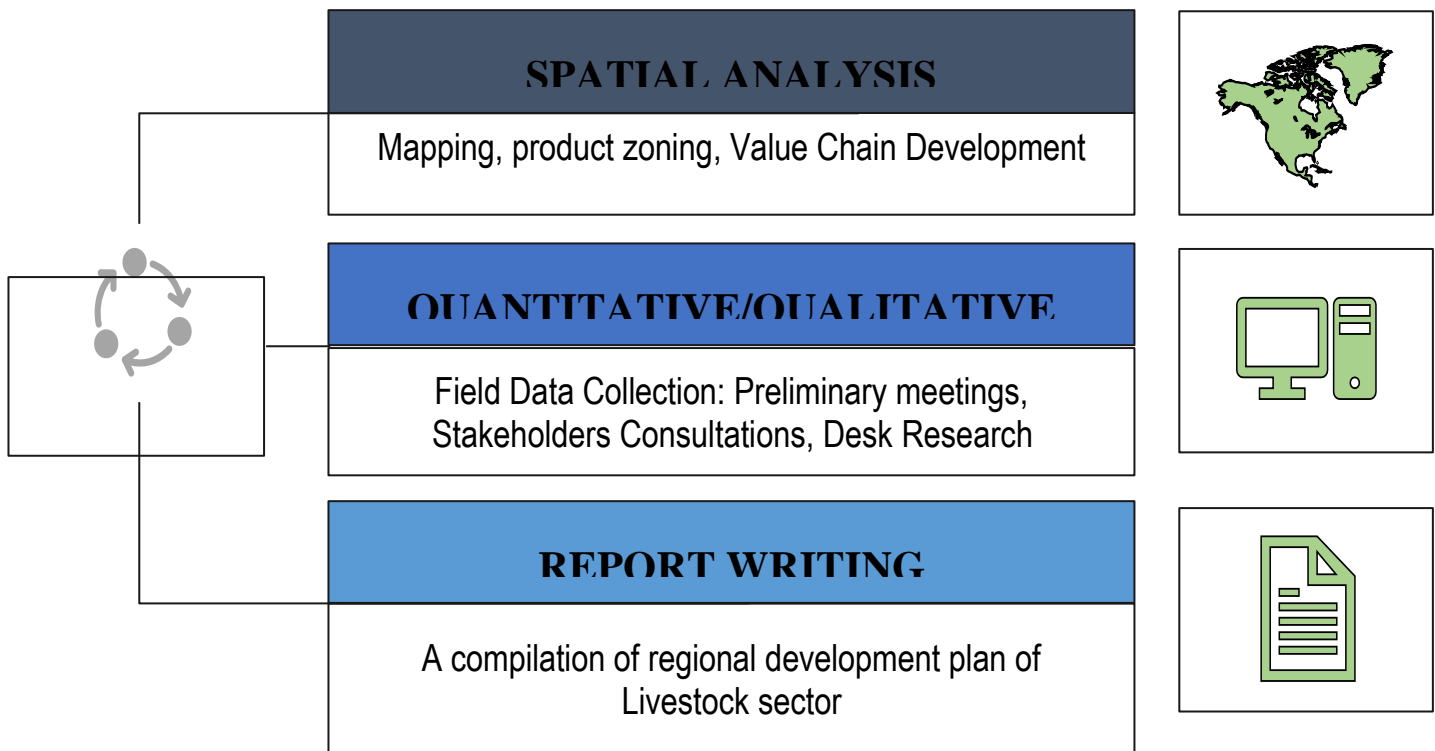 SPATIAL ANALYSIS
Mapping, product zoning, Value Chain Development
QUANTITATIVE/QUALITATIVE
Field Data Collection: Preliminary meetings,
Stakeholders Consultations, Desk Research
REPORT WRITING
A compilation of regional development plan of
Livestock sector